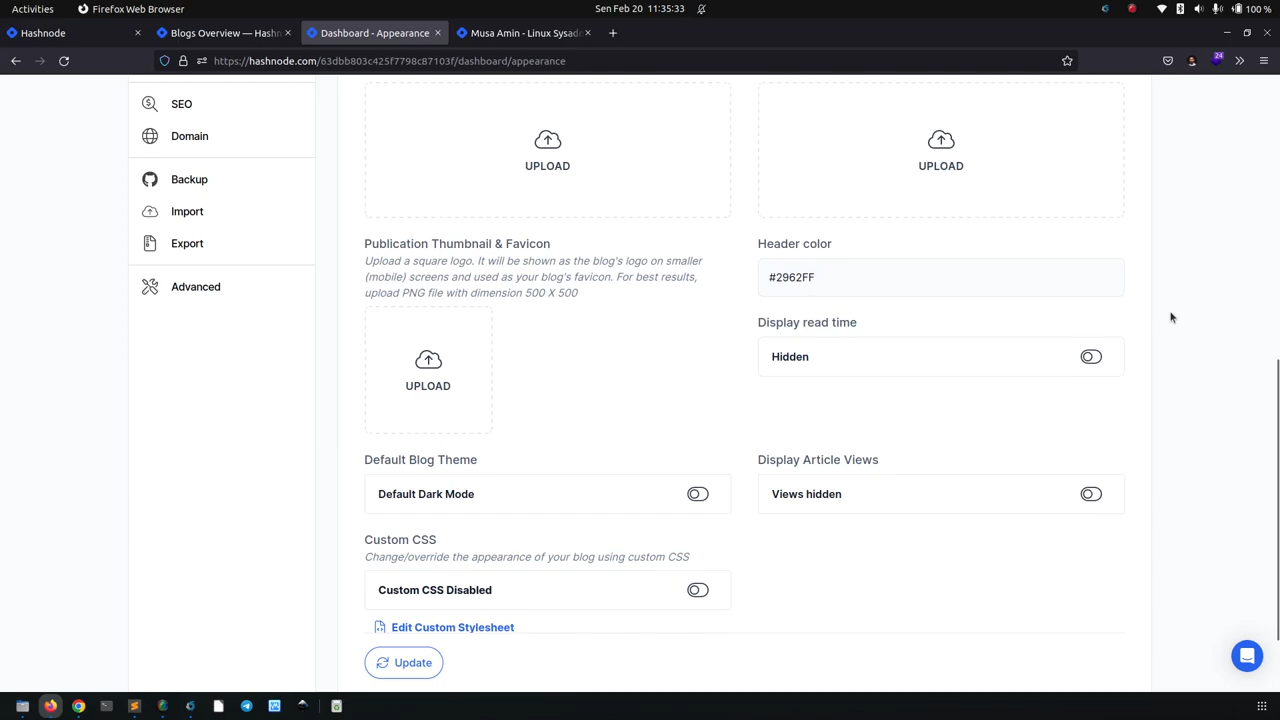 Activities
Firefox Web Browser
Sen Feb 20 11:35:33
100 %
Hashnode
Blogs Overview — Hashn
Dashboard - Appearance
Musa Amin - Linux Sysad
https://hashnode.com/63dbb803c425f7798c87103f/dashboard/appearance
24
SEO
Domain
Backup
Import
Export
Advanced
UPLOAD
UPLOAD
Publication Thumbnail & Favicon
Upload a square logo. It will be shown as the blog's logo on smaller
(mobile) screens and used as your blog's favicon. For best results,
upload PNG file with dimension 500 X 500
UPLOAD
Header color
#2962FF
Display read time
Hidden
Default Blog Theme
Default Dark Mode
Display Article Views
Views hidden
Custom CSS
Change/override the appearance of your blog using custom CSS
Custom CSS Disabled
Edit Custom Stylesheet
Update